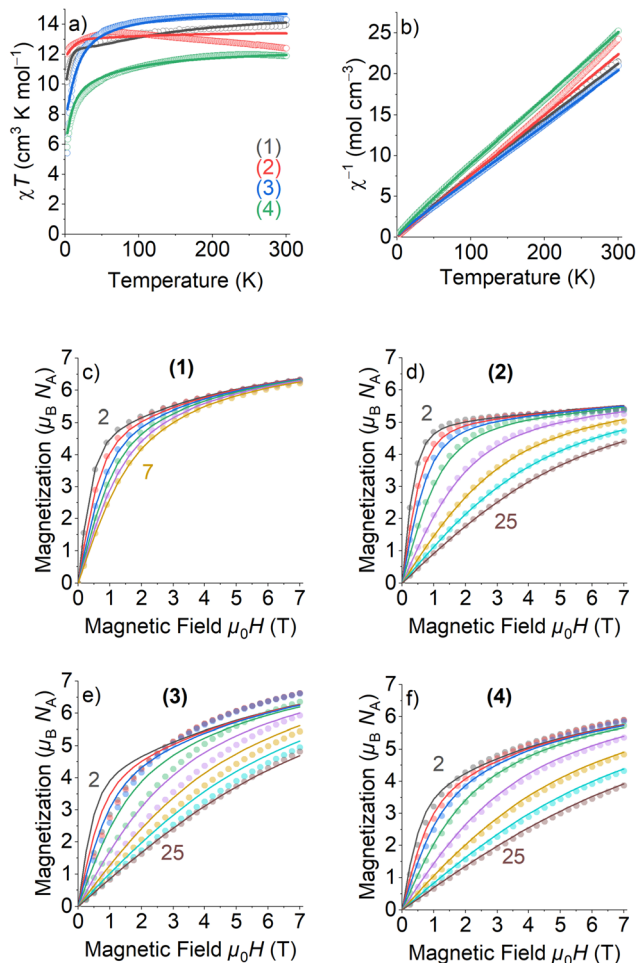 a)
χT (cm³ K mol⁻¹)
14
12
10
8
6
4
2
0
(1)
(2)
(3)
(4)
0 100 200 300
Temperature (K)
b)
χ⁻¹ (mol cm⁻³)
25
20
15
10
5
0
0 100 200 300
Temperature (K)
c) (1)
Magnetization (μB NA)
7
6
5
4
3
2
1
0
2
7
0 1 2 3 4 5 6 7
Magnetic Field μ₀H (T)
d) (2)
Magnetization (μB NA)
7
6
5
4
3
2
1
0
2
25
0 1 2 3 4 5 6 7
Magnetic Field μ₀H (T)
e) (3)
Magnetization (μB NA)
7
6
5
4
3
2
1
0
2
25
0 1 2 3 4 5 6 7
Magnetic Field μ₀H (T)
f) (4)
Magnetization (μB NA)
7
6
5
4
3
2
1
0
2
25
0 1 2 3 4 5 6 7
Magnetic Field μ₀H (T)